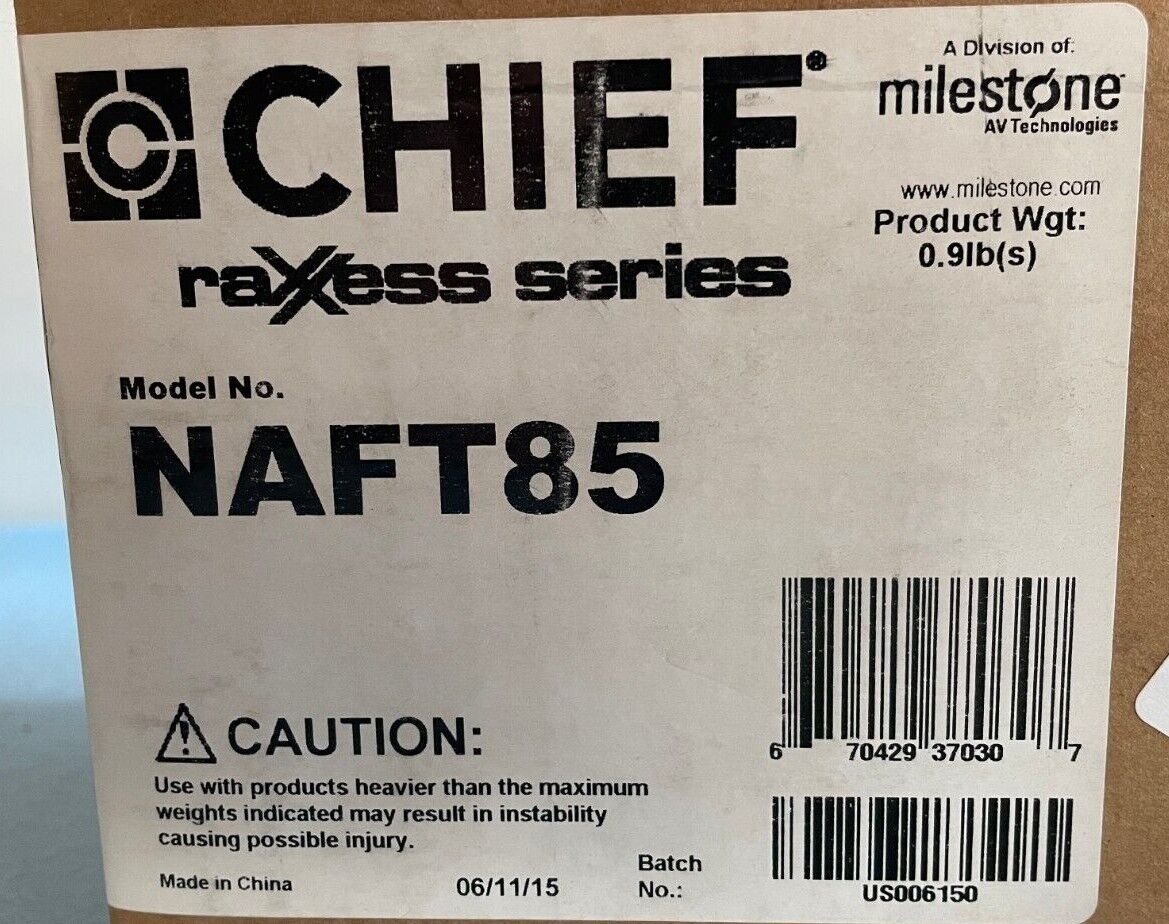 CHIEF®
raxxess series
A Division of:
milestone
AV Technologies
www.milestone.com
Product Wgt:
0.9lb(s)
Model No.
NAFT85
6 70429 37030 7
CAUTION:
Use with products heavier than the maximum
weights indicated may result in instability
causing possible injury.
Made in China
06/11/15
Batch
No.:
US006150